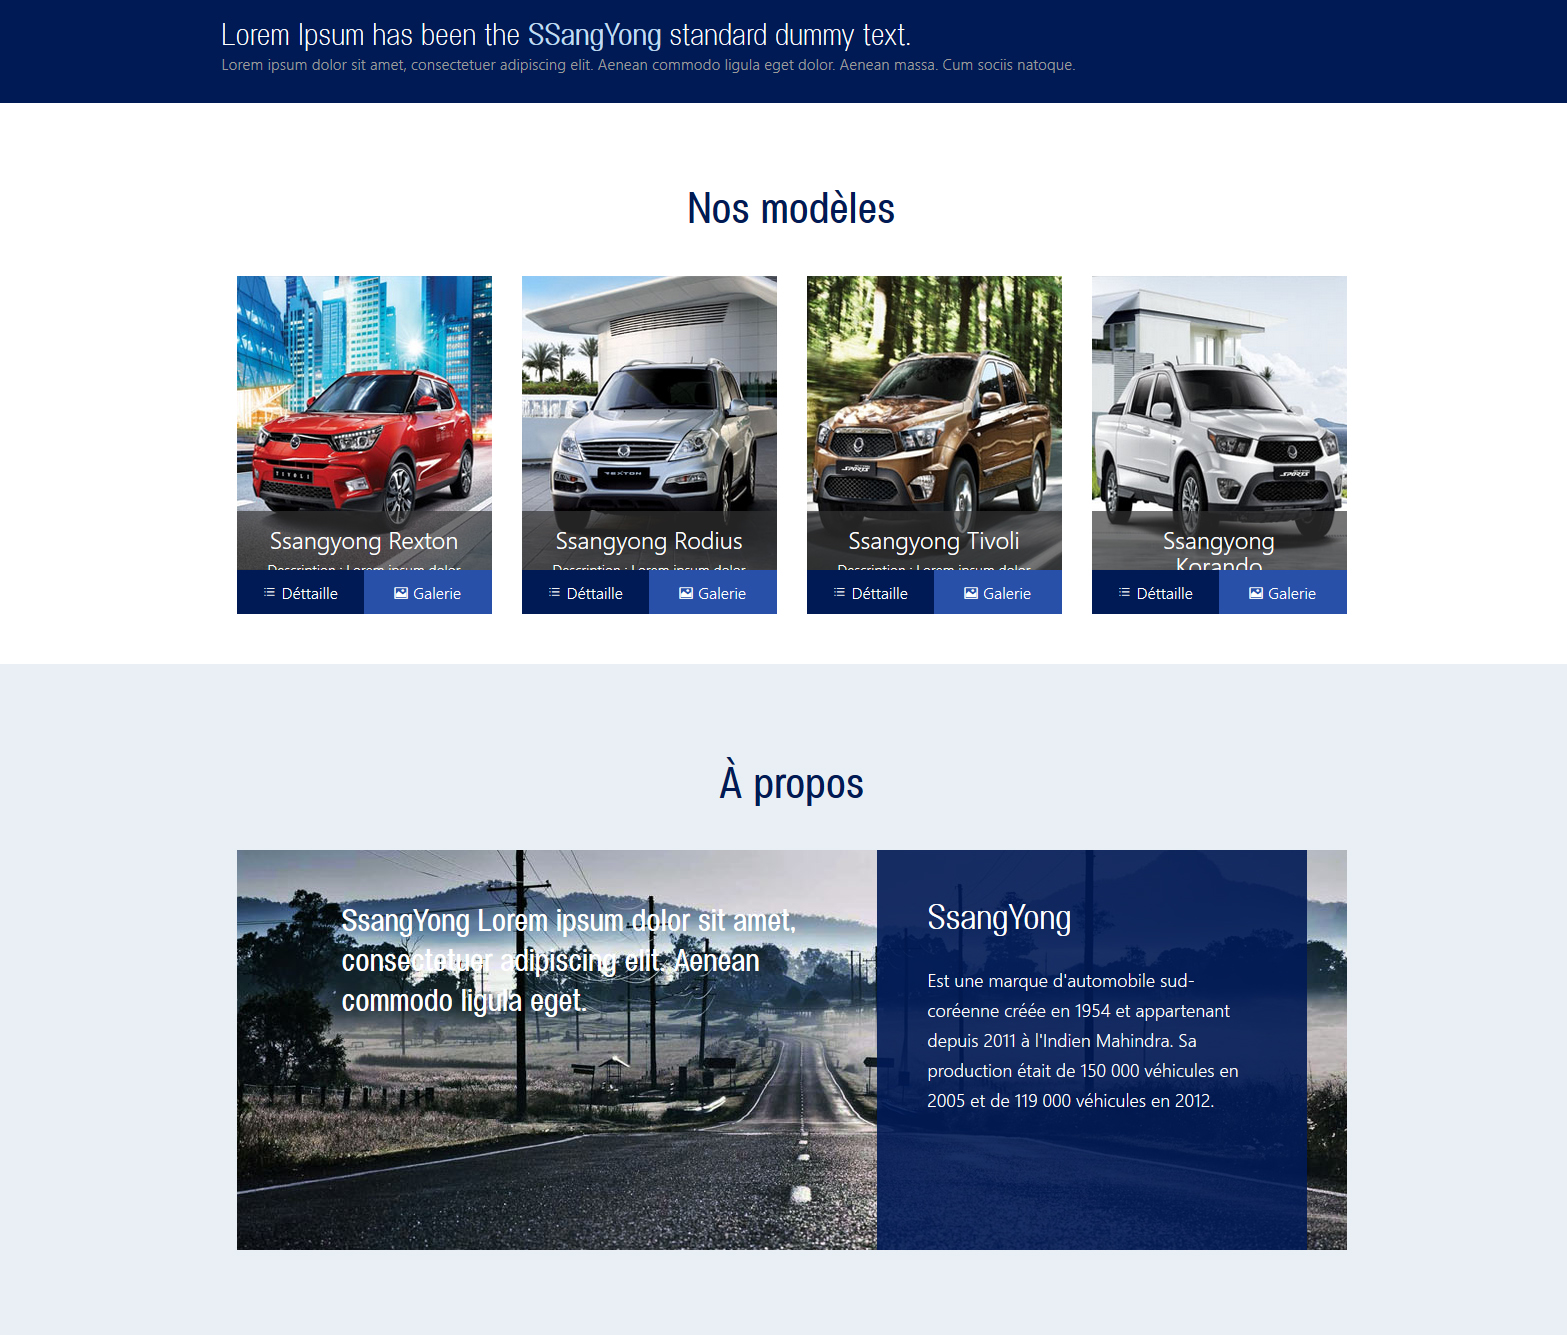 Lorem Ipsum has been the SSangYong standard dummy text.
Lorem ipsum dolor sit amet, consectetuer adipiscing elit. Aenean commodo ligula eget dolor. Aenean massa. Cum sociis natoque.
Nos modèles
TIVOLI
REXTON
SPORTS
SPORTS
Ssangyong Rexton
Description : Lorem ipsum dolor
Déttaille
Galerie
Ssangyong Rodius
Description : Lorem ipsum dolor
Déttaille
Galerie
Ssangyong Tivoli
Description : Lorem ipsum dolor
Déttaille
Galerie
Ssangyong
Korando
Déttaille
Galerie
À propos
SsangYong Lorem ipsum dolor sit amet,
consectetuer adipiscing elit. Aenean
commodo ligula eget.
SsangYong
Est une marque d'automobile sud-
coréenne créée en 1954 et appartenant
depuis 2011 à l'Indien Mahindra. Sa
production était de 150 000 véhicules en
2005 et de 119 000 véhicules en 2012.